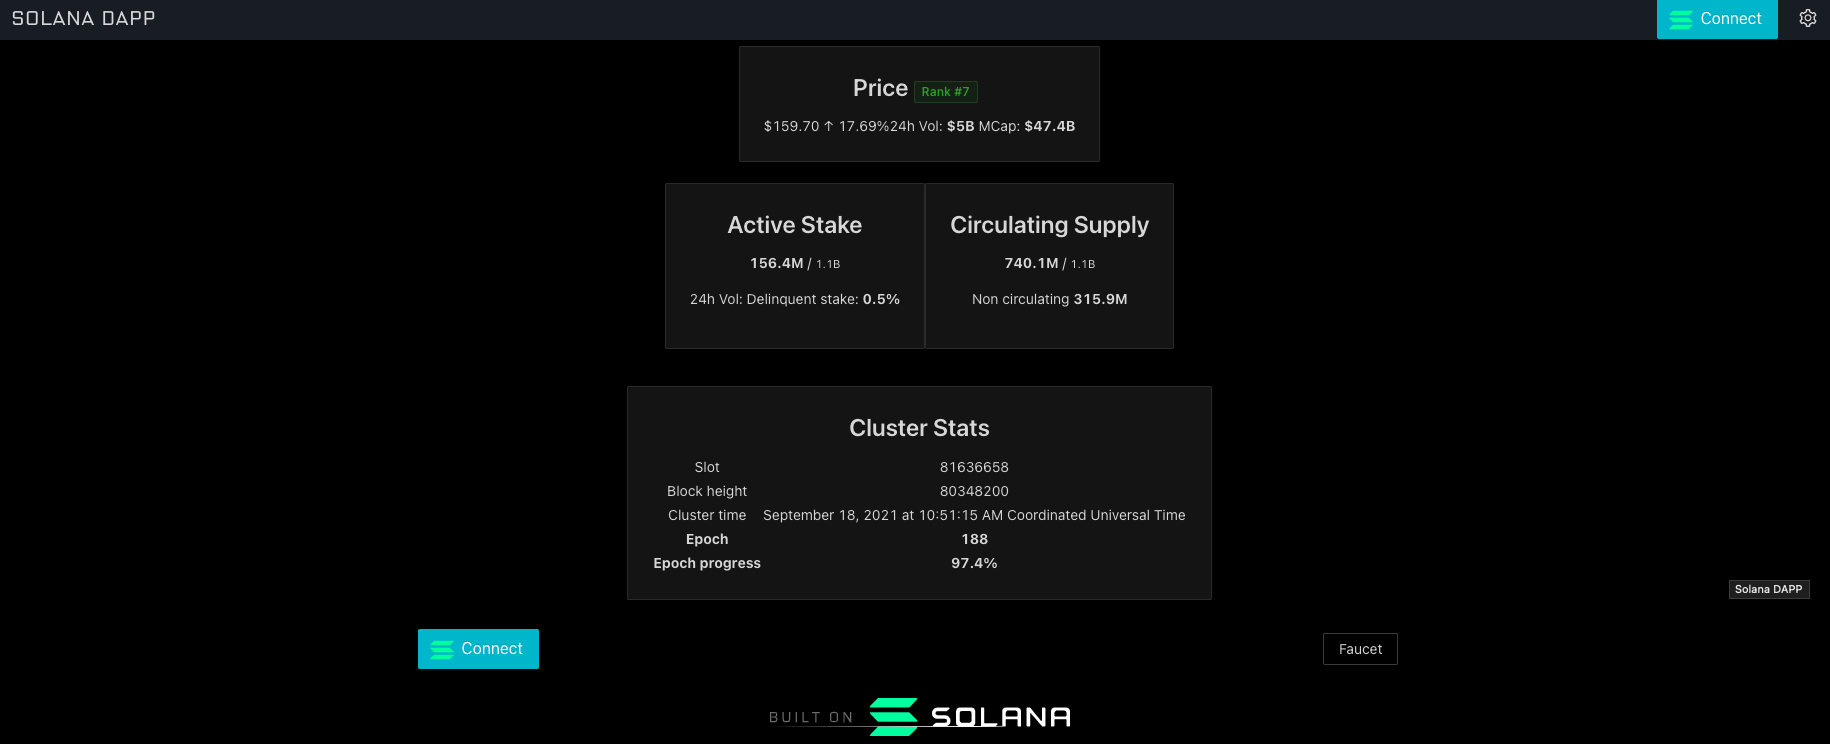 SOLANA DAPP
Connect
Price Rank #7
$159.70 ↑ 17.69%24h Vol: $5B MCap: $47.4B
Active Stake
156.4M / 1.1B
24h Vol: Delinquent stake: 0.5%
Circulating Supply
740.1M / 1.1B
Non circulating 315.9M
Cluster Stats
Slot 81636658
Block height 80348200
Cluster time September 18, 2021 at 10:51:15 AM Coordinated Universal Time
Epoch 188
Epoch progress 97.4%
Solana DAPP
Connect
Faucet
BUILT ON SOLANA